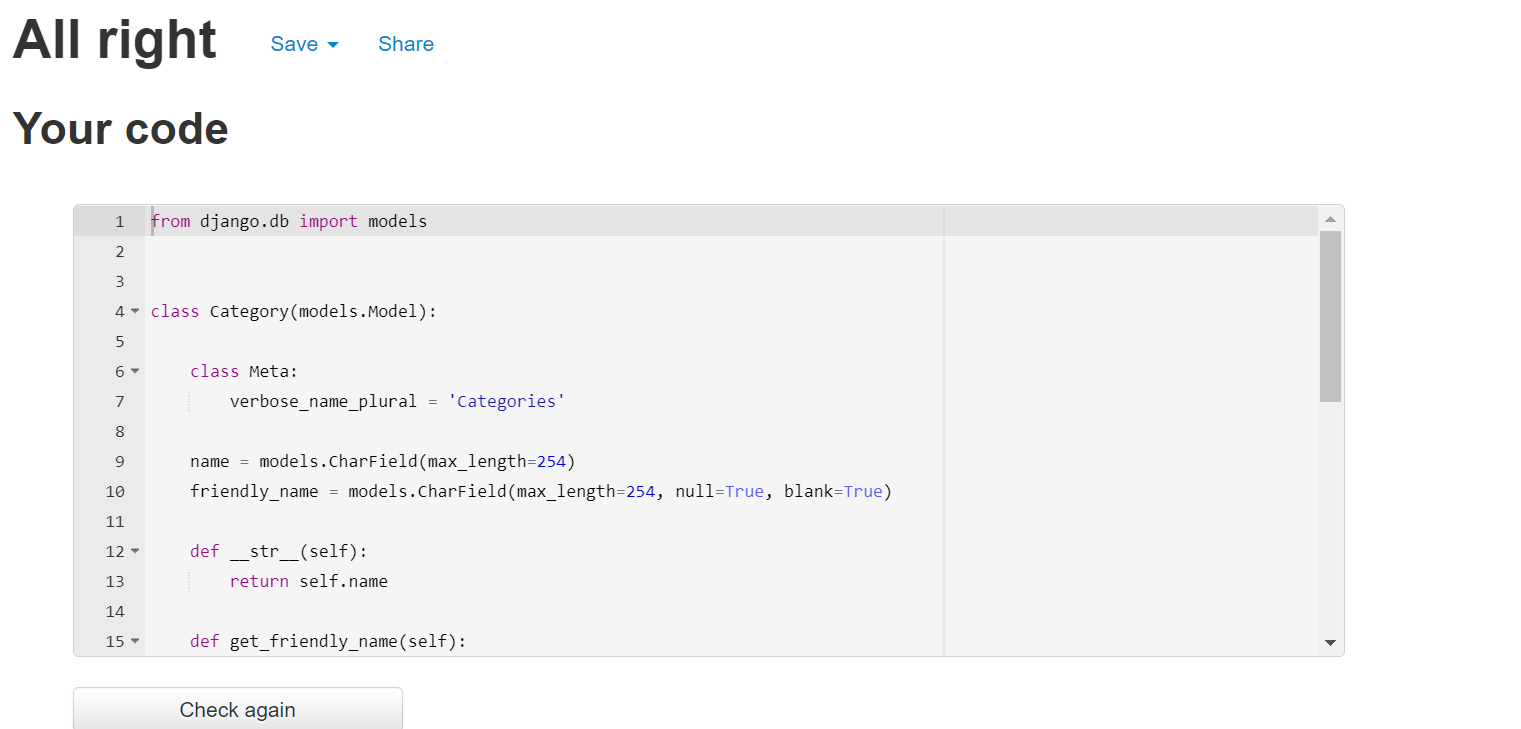 All right Save Share
Your code
1 from django.db import models
2
3
4 class Category(models.Model):
5
6     class Meta:
7         verbose_name_plural = 'Categories'
8
9     name = models.CharField(max_length=254)
10     friendly_name = models.CharField(max_length=254, null=True, blank=True)
11
12     def __str__(self):
13         return self.name
14
15     def get_friendly_name(self):
Check again